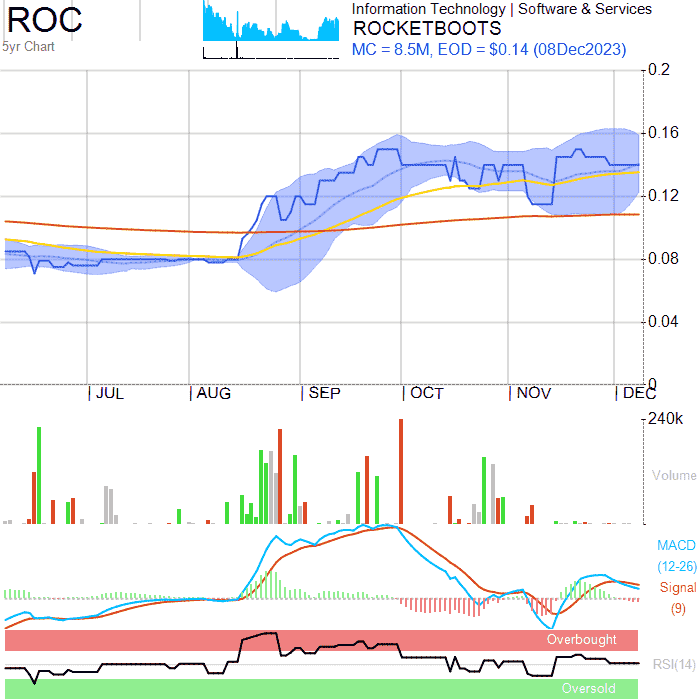 ROC
5yr Chart
Information Technology | Software & Services
ROCKETBOOTS
MC = 8.5M, EOD = $0.14 (08Dec2023)
0.2
0.16
0.12
0.08
0.04
0
JUL
AUG
SEP
OCT
NOV
DEC
240k
Volume
MACD
(12-26)
Signal
(9)
Overbought
RSI(14)
Oversold